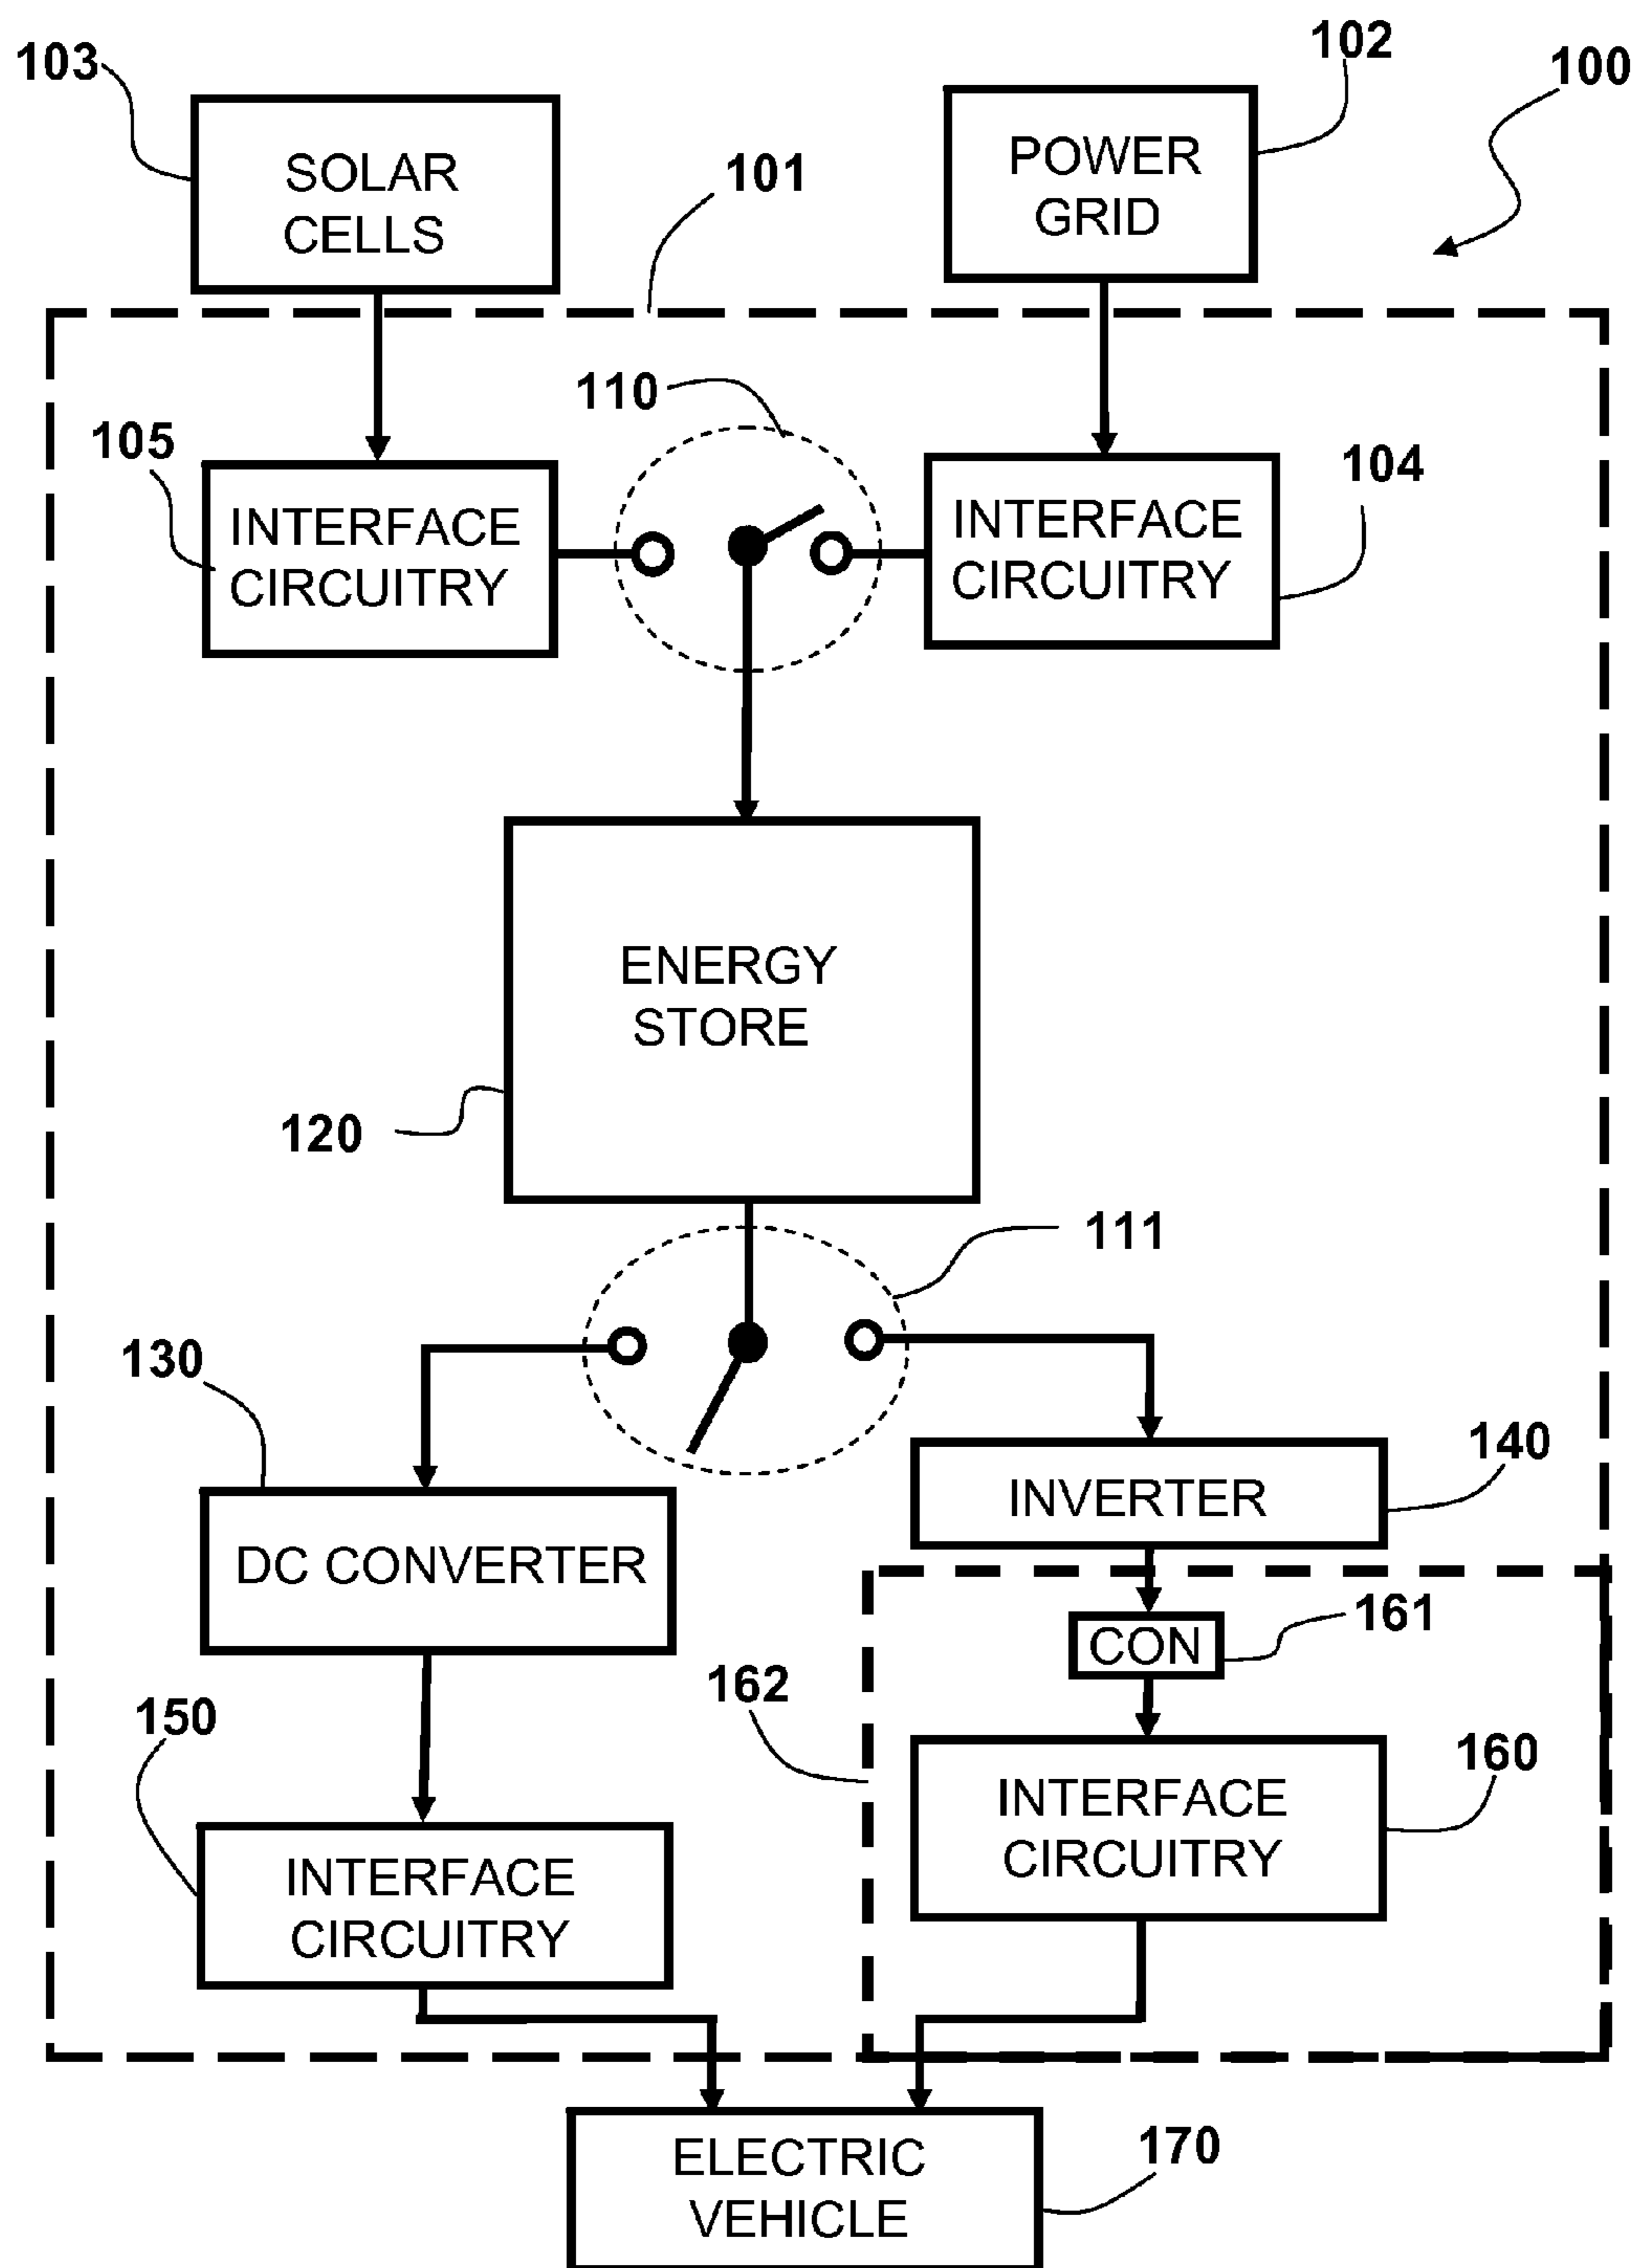 103
102
100
SOLAR
CELLS
101
POWER
GRID
110
105
INTERFACE
CIRCUITRY
INTERFACE
CIRCUITRY
104
ENERGY
STORE
120
111
130
140
DC CONVERTER
INVERTER
161
CON
162
150
160
INTERFACE
CIRCUITRY
INTERFACE
CIRCUITRY
ELECTRIC
VEHICLE
170